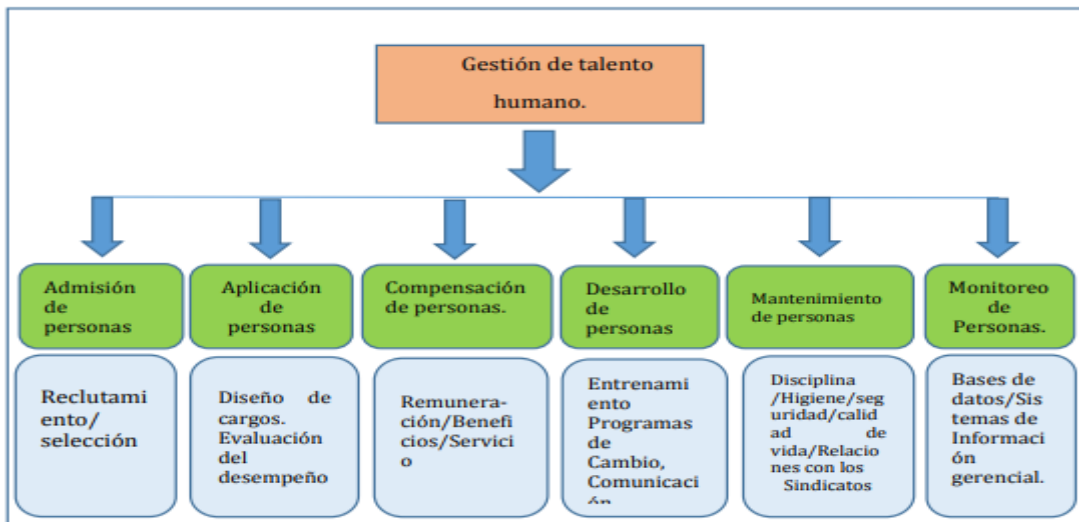 Gestión de talento
humano.
Admisión
de
personas
Aplicación
de
personas
Compensación
de personas.
Desarrollo
de
personas
Mantenimiento
de personas
Monitoreo
de
Personas.
Reclutami
ento/
selección
Diseño de
cargos.
Evaluación
del
desempeño
Remunera-
ción/Benefi
cios/Servici
o
Entrenami
ento
Programas
de
Cambio,
Comunicaci
ón
Disciplina
/Higiene/seg
uridad/calid
ad de
vida/Relacio
nes con los
Sindicatos
Bases de
datos/Sis
temas de
Informaci
ón
gerencial.